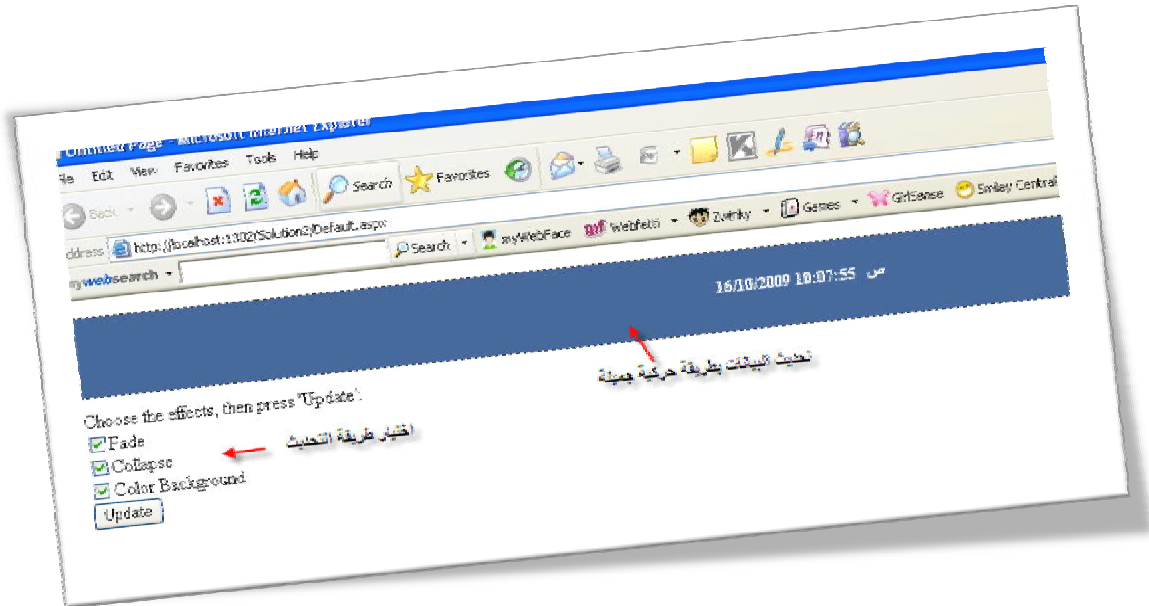 Untitled Page - Microsoft Internet Explorer
File Edit View Favorites Tools Help
Back Search Favorites
Address http://localhost:1302/Solution2/Default.aspx
mywebsearch Search myWebFace Webfetti Zwinky Games GirlSense Smiley Central
16/10/2009 10:07:55 ص
تحديث البيانات بطريقة حركية جميلة
Choose the effects, then press 'Update':
Fade
اختيار طريقة التحديث
Collapse
Color Background
Update